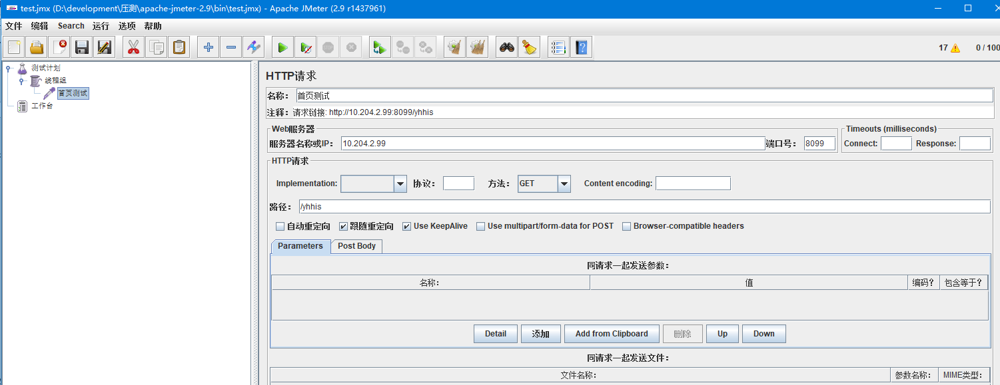 test.jmx (D:\development\压测\apache-jmeter-2.9\bin\test.jmx) - Apache JMeter (2.9 r1437961)
文件 编辑 Search 运行 选项 帮助
17 0 / 100
测试计划
线程组
首页测试
工作台
HTTP请求
名称： 首页测试
注释： 请求链接: http://10.204.2.99:8099/yhhis
Web服务器
服务器名称或IP： 10.204.2.99 端口号： 8099
Timeouts (milliseconds)
Connect: Response:
HTTP请求
Implementation: 协议： 方法： GET Content encoding:
路径： /yhhis
自动重定向 跟随重定向 Use KeepAlive Use multipart/form-data for POST Browser-compatible headers
Parameters Post Body
同请求一起发送参数：
名称： 值 编码？ 包含等于？
Detail 添加 Add from Clipboard 删除 Up Down
同请求一起发送文件：
文件名称： 参数名称： MIME类型：